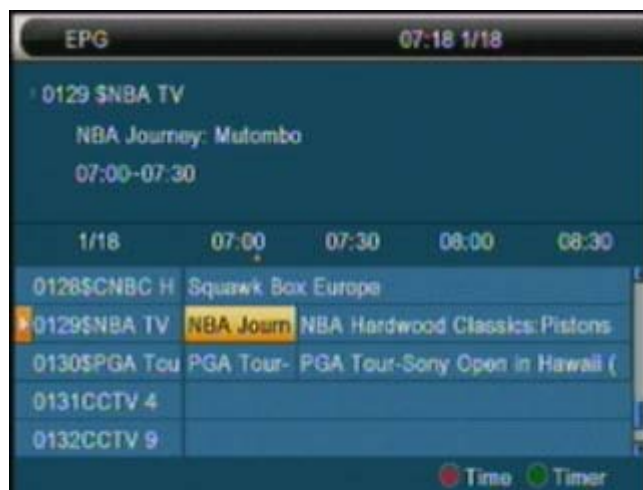 EPG 07:18 1/18
0129 $NBA TV
NBA Journey: Mutombo
07:00~07:30
1/18 07:00 07:30 08:00 08:30
0128$CNBC H Squawk Box Europe
0129$NBA TV NBA Journ NBA Hardwood Classics: Pistons
0130$PGA Tou PGA Tour- PGA Tour-Sony Open in Hawaii (
0131CCTV 4
0132CCTV 9
Time Timer